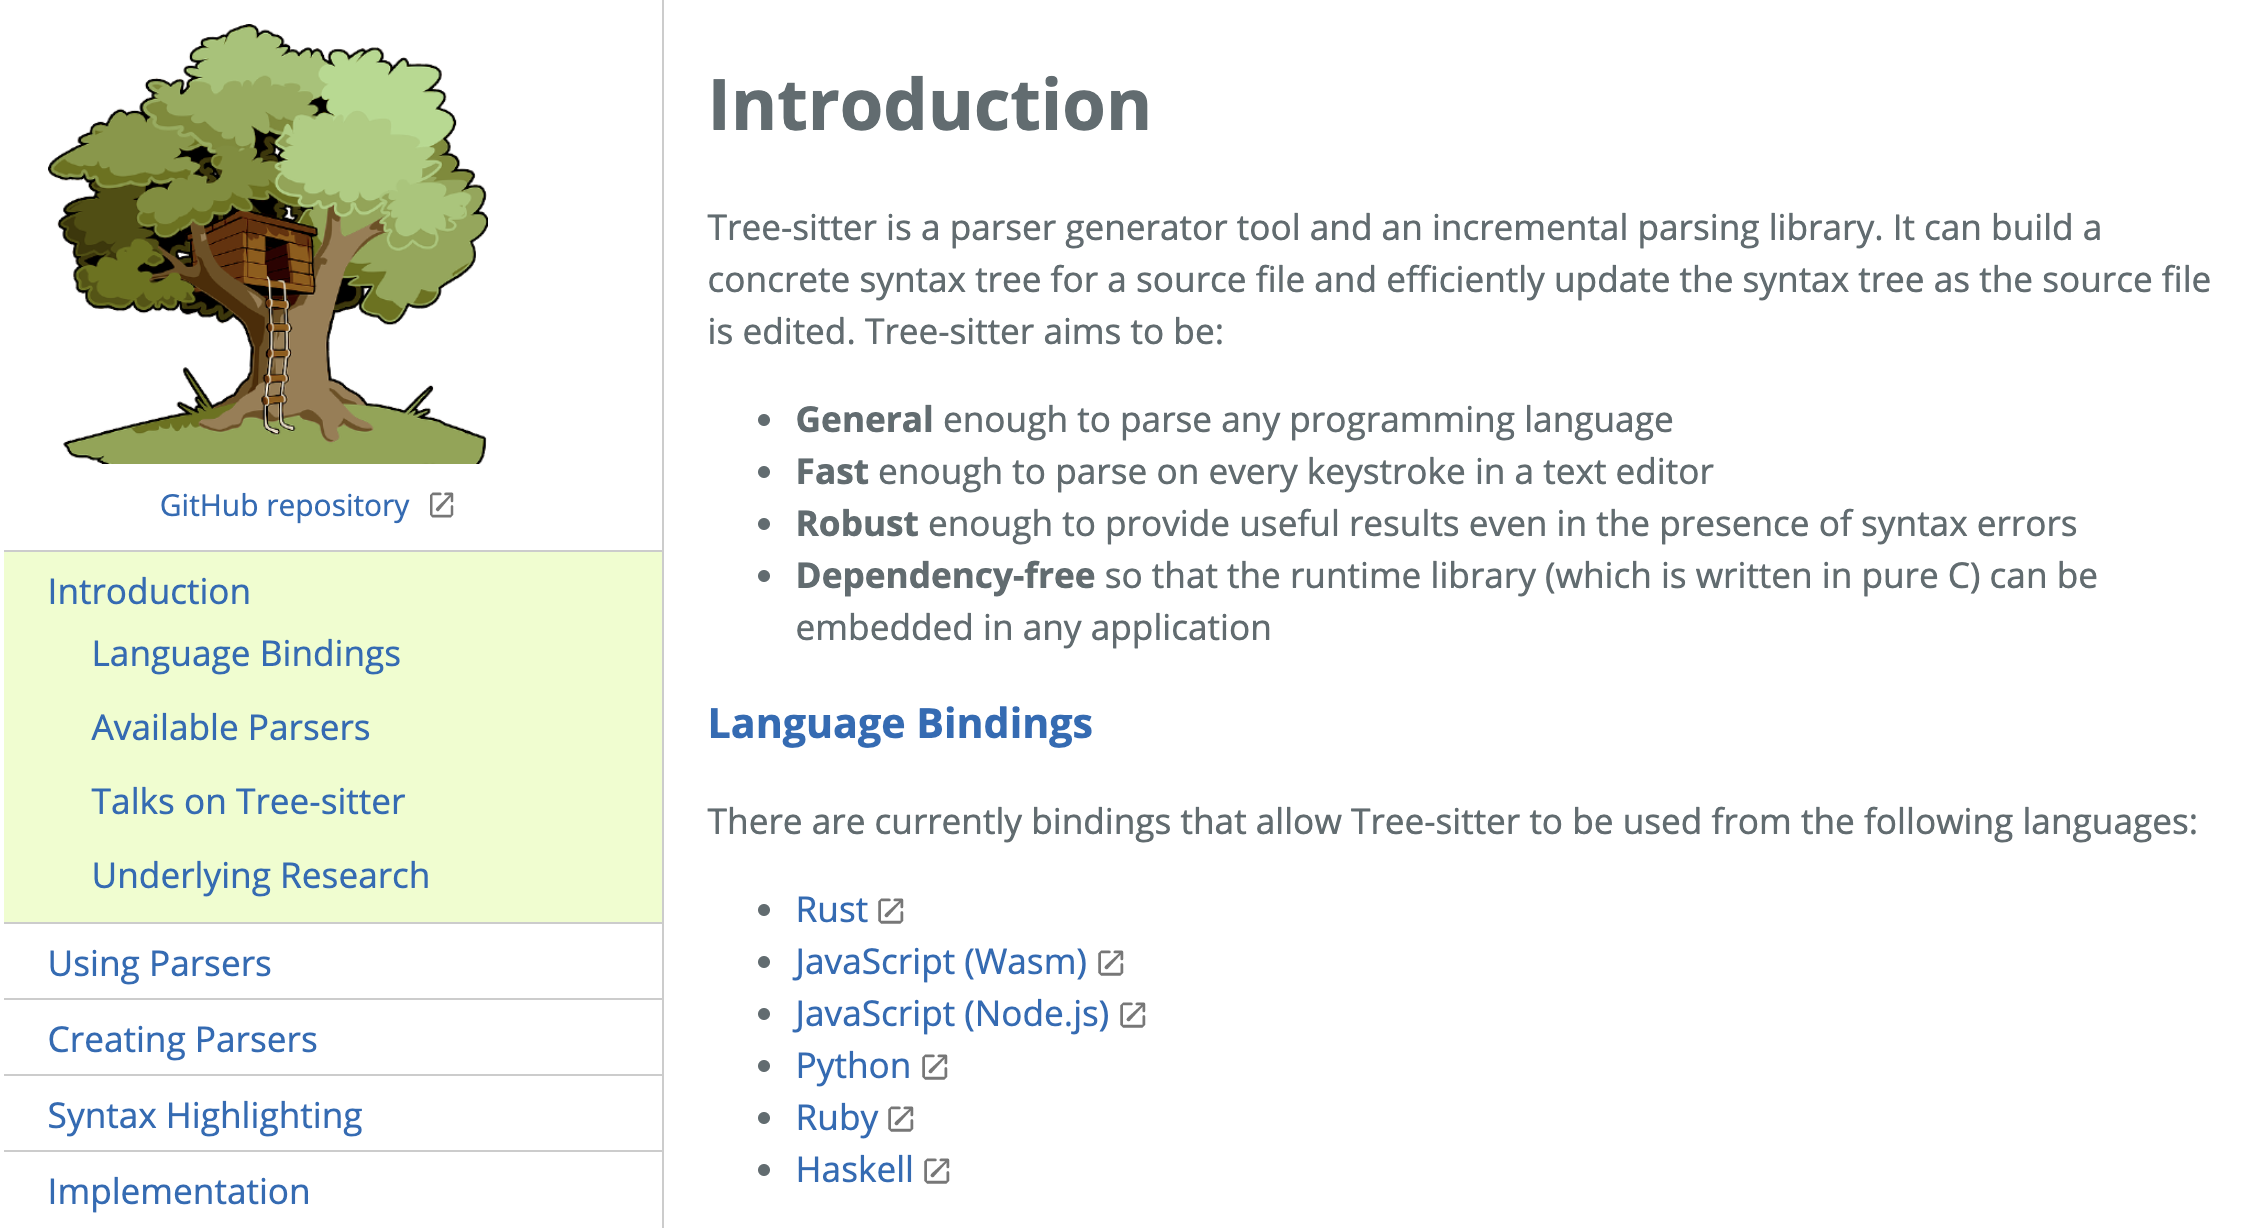 GitHub repository
Introduction
Language Bindings
Available Parsers
Talks on Tree-sitter
Underlying Research
Using Parsers
Creating Parsers
Syntax Highlighting
Implementation
Introduction
Tree-sitter is a parser generator tool and an incremental parsing library. It can build a
concrete syntax tree for a source file and efficiently update the syntax tree as the source file
is edited. Tree-sitter aims to be:
• General enough to parse any programming language
• Fast enough to parse on every keystroke in a text editor
• Robust enough to provide useful results even in the presence of syntax errors
• Dependency-free so that the runtime library (which is written in pure C) can be
embedded in any application
Language Bindings
There are currently bindings that allow Tree-sitter to be used from the following languages:
• Rust
• JavaScript (Wasm)
• JavaScript (Node.js)
• Python
• Ruby
• Haskell